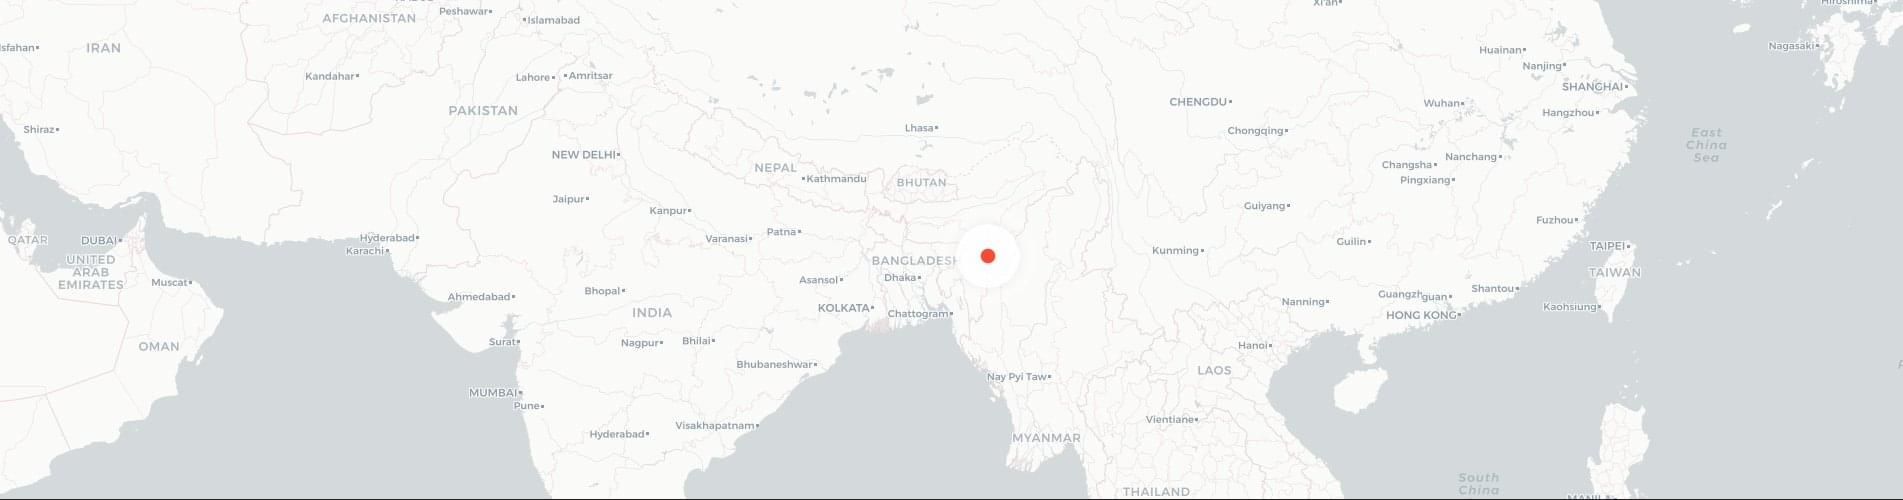 Peshawar
Islamabad
AFGHANISTAN
Xi'an
Hiroshima
IRAN
Huainan
Nagasaki
Kandahar
Lahore
Amritsar
Nanjing
SHANGHAI
PAKISTAN
CHENGDU
Wuhan
Hangzhou
Shiraz
Lhasa
Chongqing
East
China
Sea
NEW DELHI
NEPAL
Kathmandu
BHUTAN
Changsha
Nanchang
Pingxiang
Jaipur
Kanpur
Guiyang
Fuzhou
QATAR
DUBAI
Hyderabad
Karachi
Varanasi
Patna
Kunming
Guilin
TAIPEI
UNITED
ARAB
EMIRATES
BANGLADESH
Dhaka
TAIWAN
Muscat
Ahmedabad
Bhopal
Asansol
Nanning
Shantou
INDIA
KOLKATA
Chattogram
HONG KONG
Kaohsiung
OMAN
Surat
Nagpur
Bhilai
Hanoi
Bhubaneshwar
LAOS
Nay Pyi Taw
MUMBAI
Pune
Hyderabad
Visakhapatnam
Vientiane
MYANMAR
South
China
THAILAND